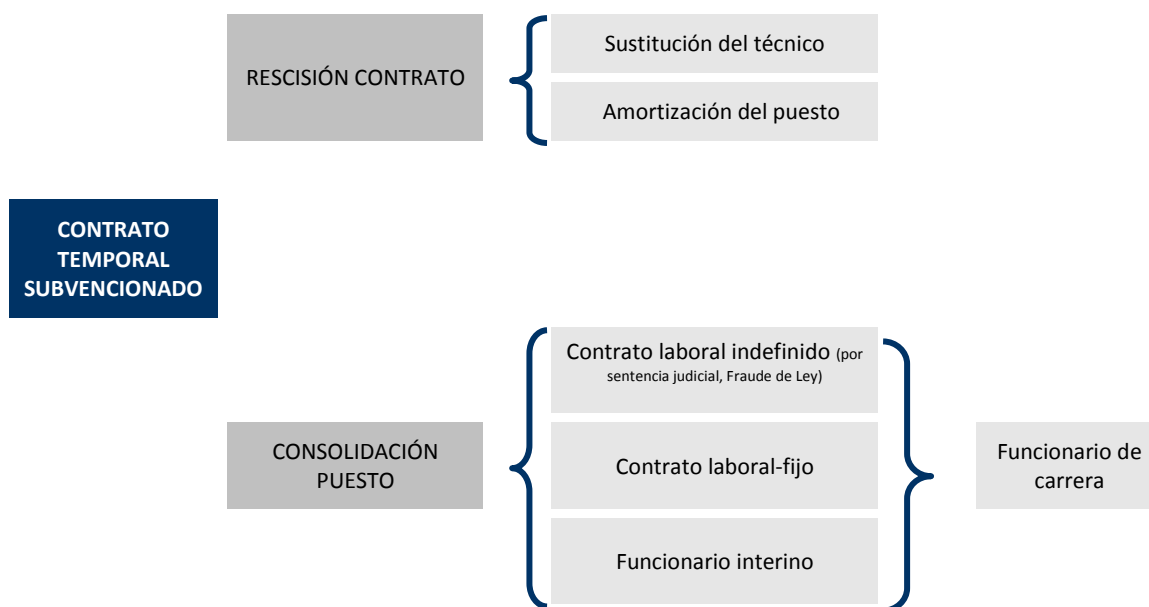 Sustitución del técnico
RESCISIÓN CONTRATO
Amortización del puesto
CONTRATO
TEMPORAL
SUBVENCIONADO
Contrato laboral indefinido (por
sentencia judicial, Fraude de Ley)
CONSOLIDACIÓN
PUESTO
Contrato laboral-fijo
Funcionario interino
Funcionario de
carrera